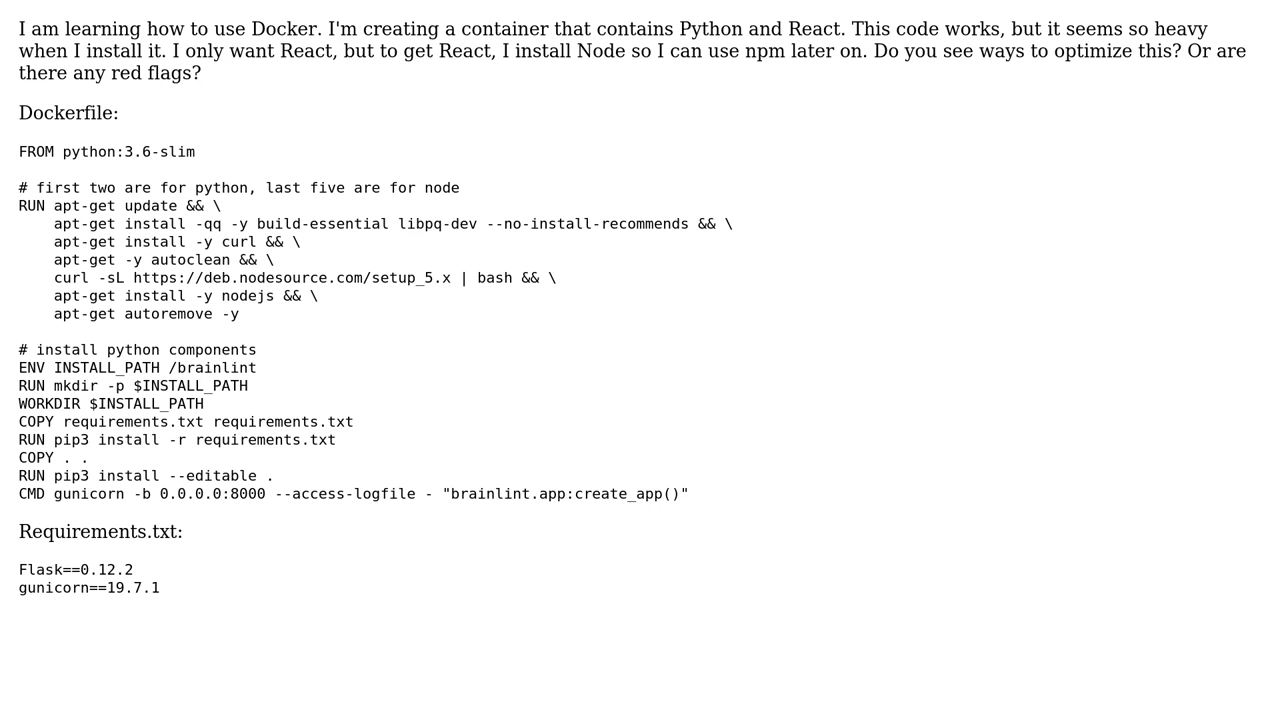 I am learning how to use Docker. I'm creating a container that contains Python and React. This code works, but it seems so heavy
when I install it. I only want React, but to get React, I install Node so I can use npm later on. Do you see ways to optimize this? Or are
there any red flags?
Dockerfile:
FROM python:3.6-slim
# first two are for python, last five are for node
RUN apt-get update && \
    apt-get install -qq -y build-essential libpq-dev --no-install-recommends && \
    apt-get install -y curl && \
    apt-get -y autoclean && \
    curl -sL https://deb.nodesource.com/setup_5.x | bash && \
    apt-get install -y nodejs && \
    apt-get autoremove -y
# install python components
ENV INSTALL_PATH /brainlint
RUN mkdir -p $INSTALL_PATH
WORKDIR $INSTALL_PATH
COPY requirements.txt requirements.txt
RUN pip3 install -r requirements.txt
COPY . .
RUN pip3 install --editable .
CMD gunicorn -b 0.0.0.0:8000 --access-logfile - "brainlint.app:create_app()"
Requirements.txt:
Flask==0.12.2
gunicorn==19.7.1